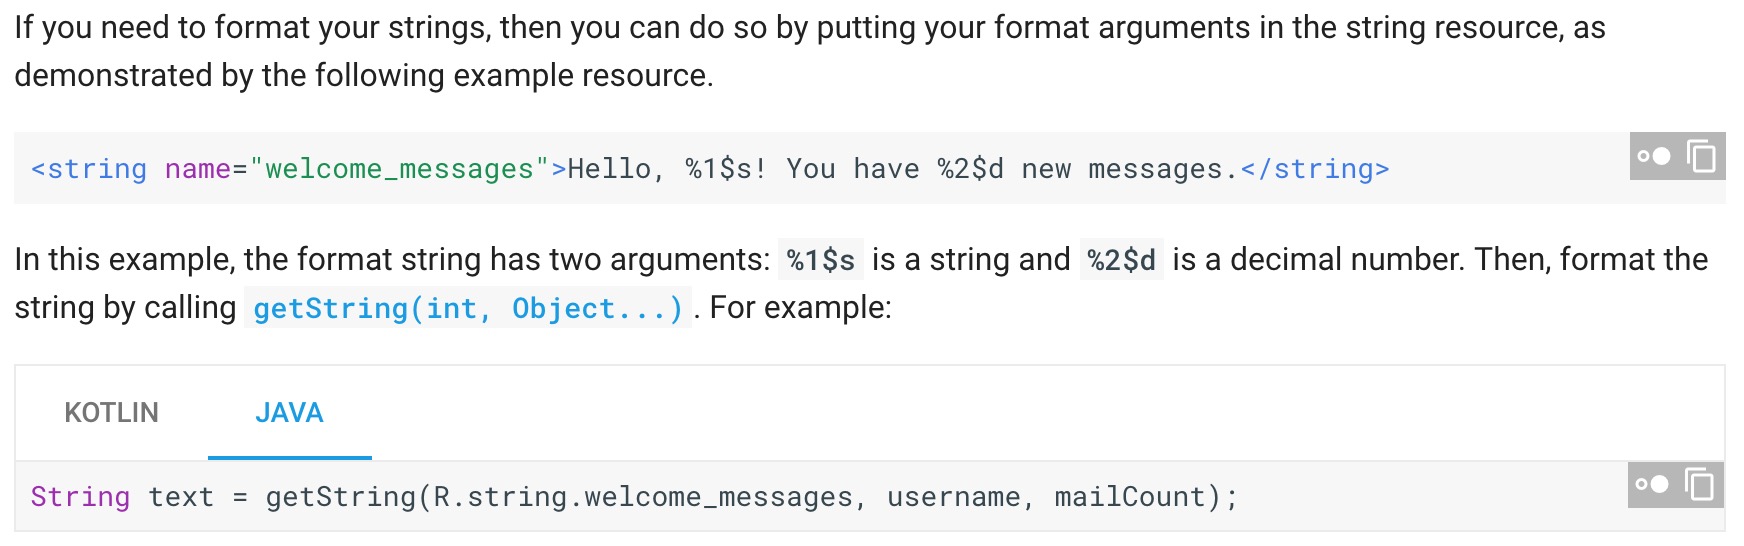 If you need to format your strings, then you can do so by putting your format arguments in the string resource, as
demonstrated by the following example resource.
<string name="welcome_messages">Hello, %1$s! You have %2$d new messages.</string>
In this example, the format string has two arguments: %1$s is a string and %2$d is a decimal number. Then, format the
string by calling getString(int, Object...). For example:
KOTLIN JAVA
String text = getString(R.string.welcome_messages, username, mailCount);